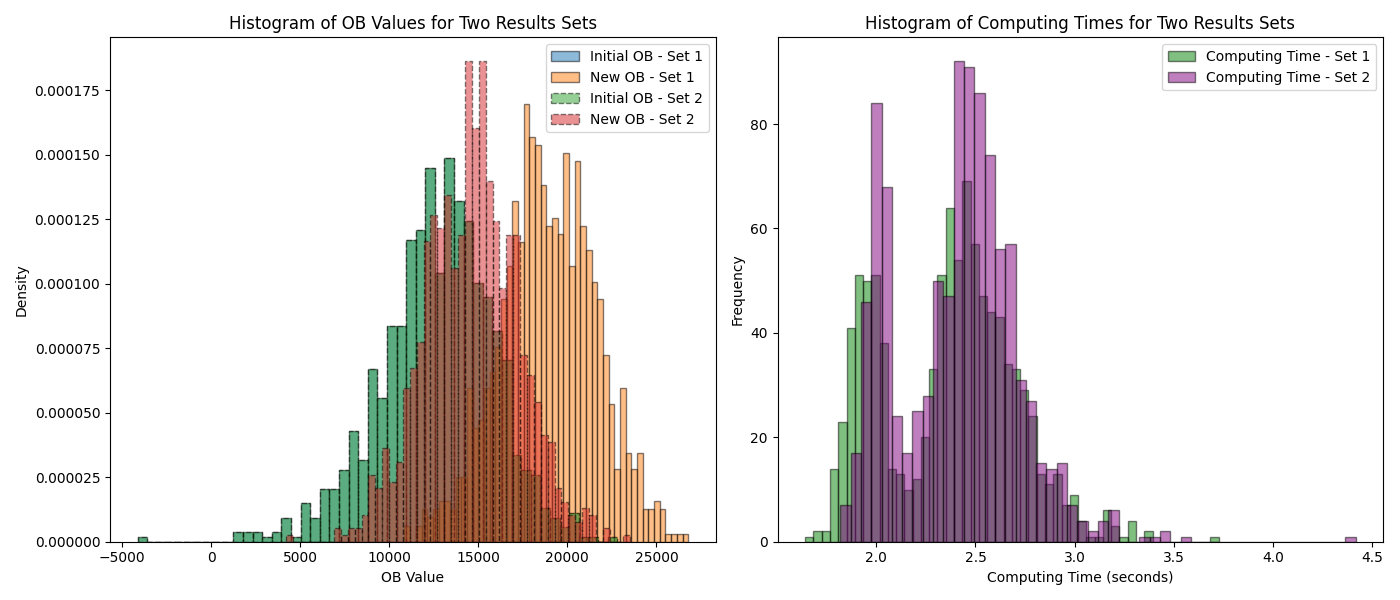 Histogram of OB Values for Two Results Sets
Initial OB - Set 1
New OB - Set 1
Initial OB - Set 2
New OB - Set 2
0.000175
0.000150
0.000125
0.000100
0.000075
0.000050
0.000025
0.000000
Density
−5000
0
5000
10000
15000
20000
25000
OB Value
Histogram of Computing Times for Two Results Sets
Computing Time - Set 1
Computing Time - Set 2
80
60
40
20
0
Frequency
2.0
2.5
3.0
3.5
4.0
4.5
Computing Time (seconds)